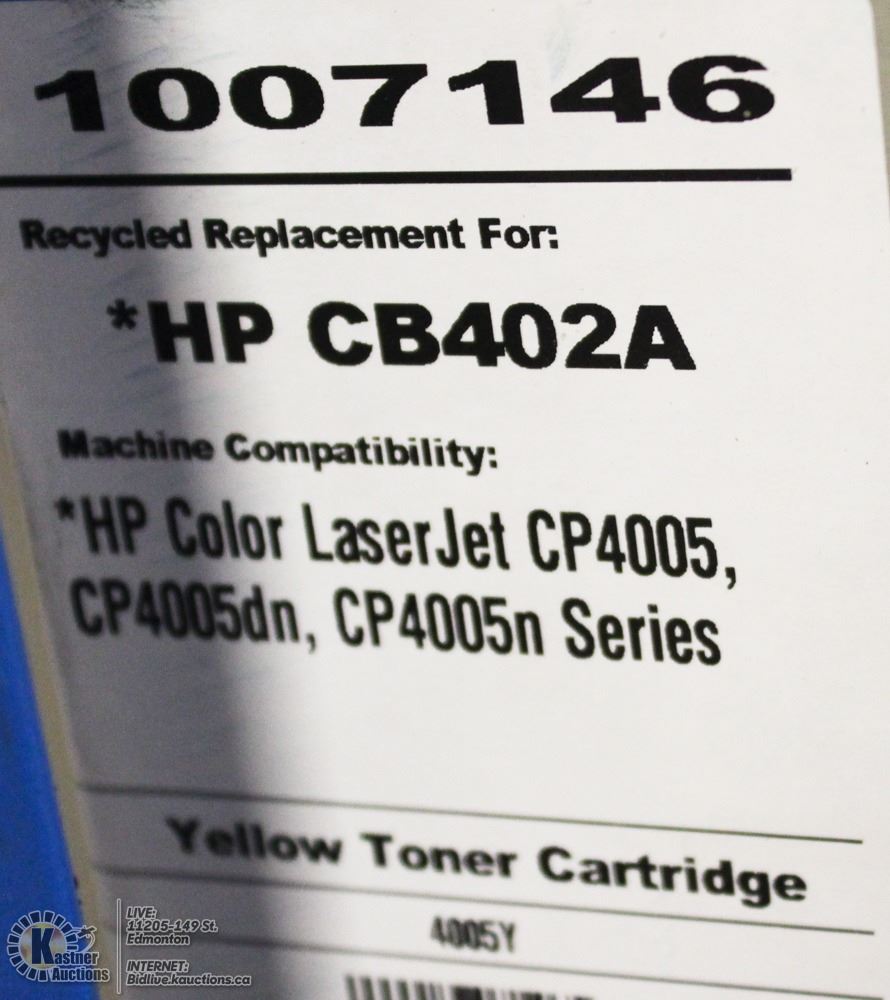 1007146
Recycled Replacement For:
*HP CB402A
Machine Compatibility:
*HP Color LaserJet CP4005,
CP4005dn, CP4005n Series
Yellow Toner Cartridge
4005Y
Kastner
Auctions
LIVE:
11205-149 St.
Edmonton
INTERNET:
Bidlive.kauctions.ca